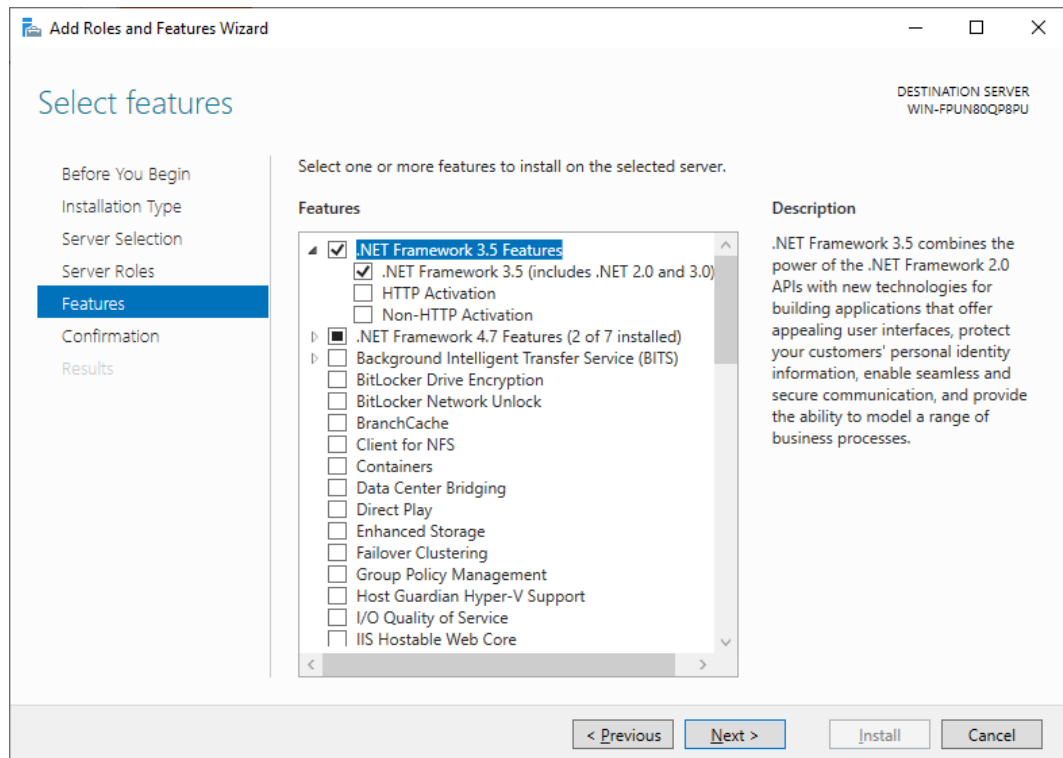 Add Roles and Features Wizard
Select features
DESTINATION SERVER
WIN-FPUN80QP8PU
Before You Begin
Installation Type
Server Selection
Server Roles
Features
Confirmation
Results
Select one or more features to install on the selected server.
Features
.NET Framework 3.5 Features
.NET Framework 3.5 (includes .NET 2.0 and 3.0)
HTTP Activation
Non-HTTP Activation
.NET Framework 4.7 Features (2 of 7 installed)
Background Intelligent Transfer Service (BITS)
BitLocker Drive Encryption
BitLocker Network Unlock
BranchCache
Client for NFS
Containers
Data Center Bridging
Direct Play
Enhanced Storage
Failover Clustering
Group Policy Management
Host Guardian Hyper-V Support
I/O Quality of Service
IIS Hostable Web Core
Description
.NET Framework 3.5 combines the
power of the .NET Framework 2.0
APIs with new technologies for
building applications that offer
appealing user interfaces, protect
your customers' personal identity
information, enable seamless and
secure communication, and provide
the ability to model a range of
business processes.
< Previous
Next >
Install
Cancel